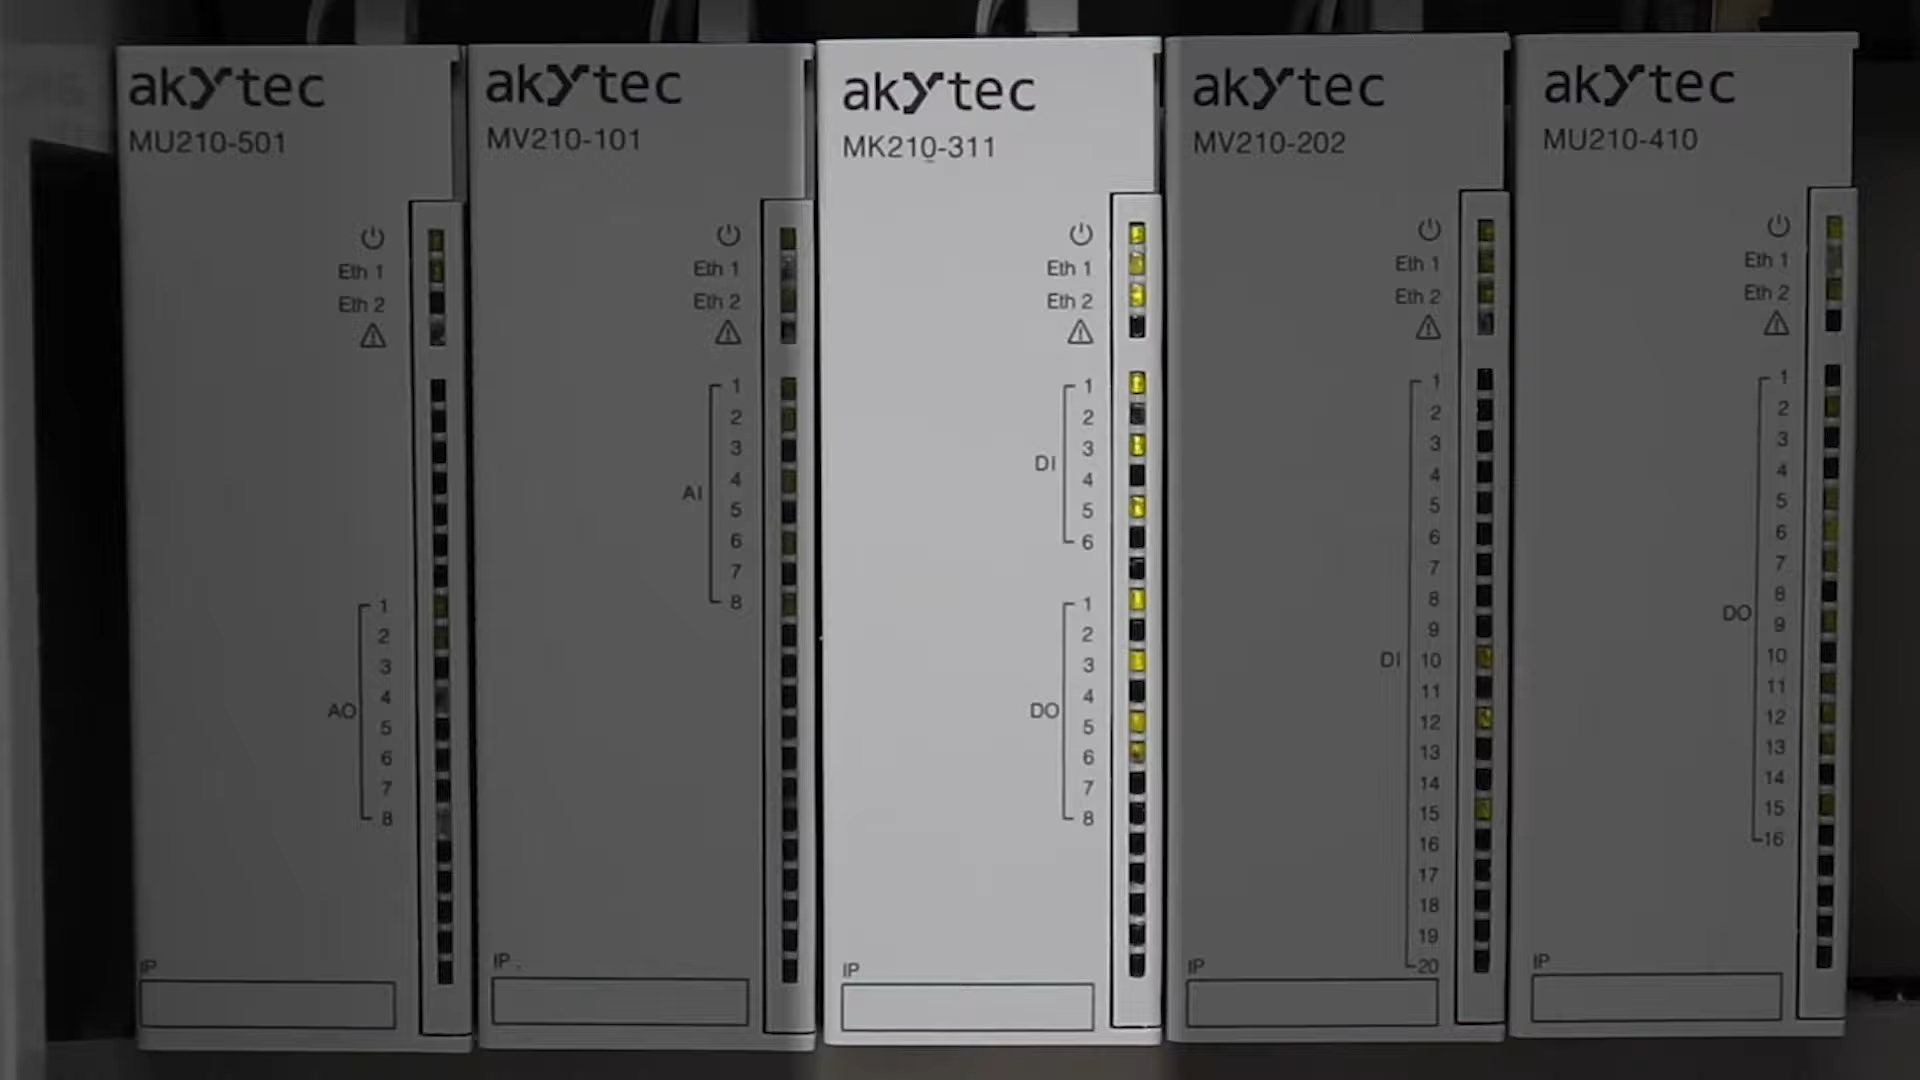 akYtec
MU210-501
Eth 1
Eth 2
1
2
3
AO 4
5
6
7
8
IP
akYtec
MV210-101
Eth 1
Eth 2
1
2
3
AI 4
5
6
7
8
IP
akYtec
MK210-311
Eth 1
Eth 2
1
2
DI 3
4
5
6
1
2
3
DO 4
5
6
7
8
IP
akYtec
MV210-202
Eth 1
Eth 2
1
2
3
4
5
6
7
8
9
DI 10
11
12
13
14
15
16
17
18
19
20
IP
akYtec
MU210-410
Eth 1
Eth 2
1
2
3
4
5
6
7
8
DO 9
10
11
12
13
14
15
16
IP